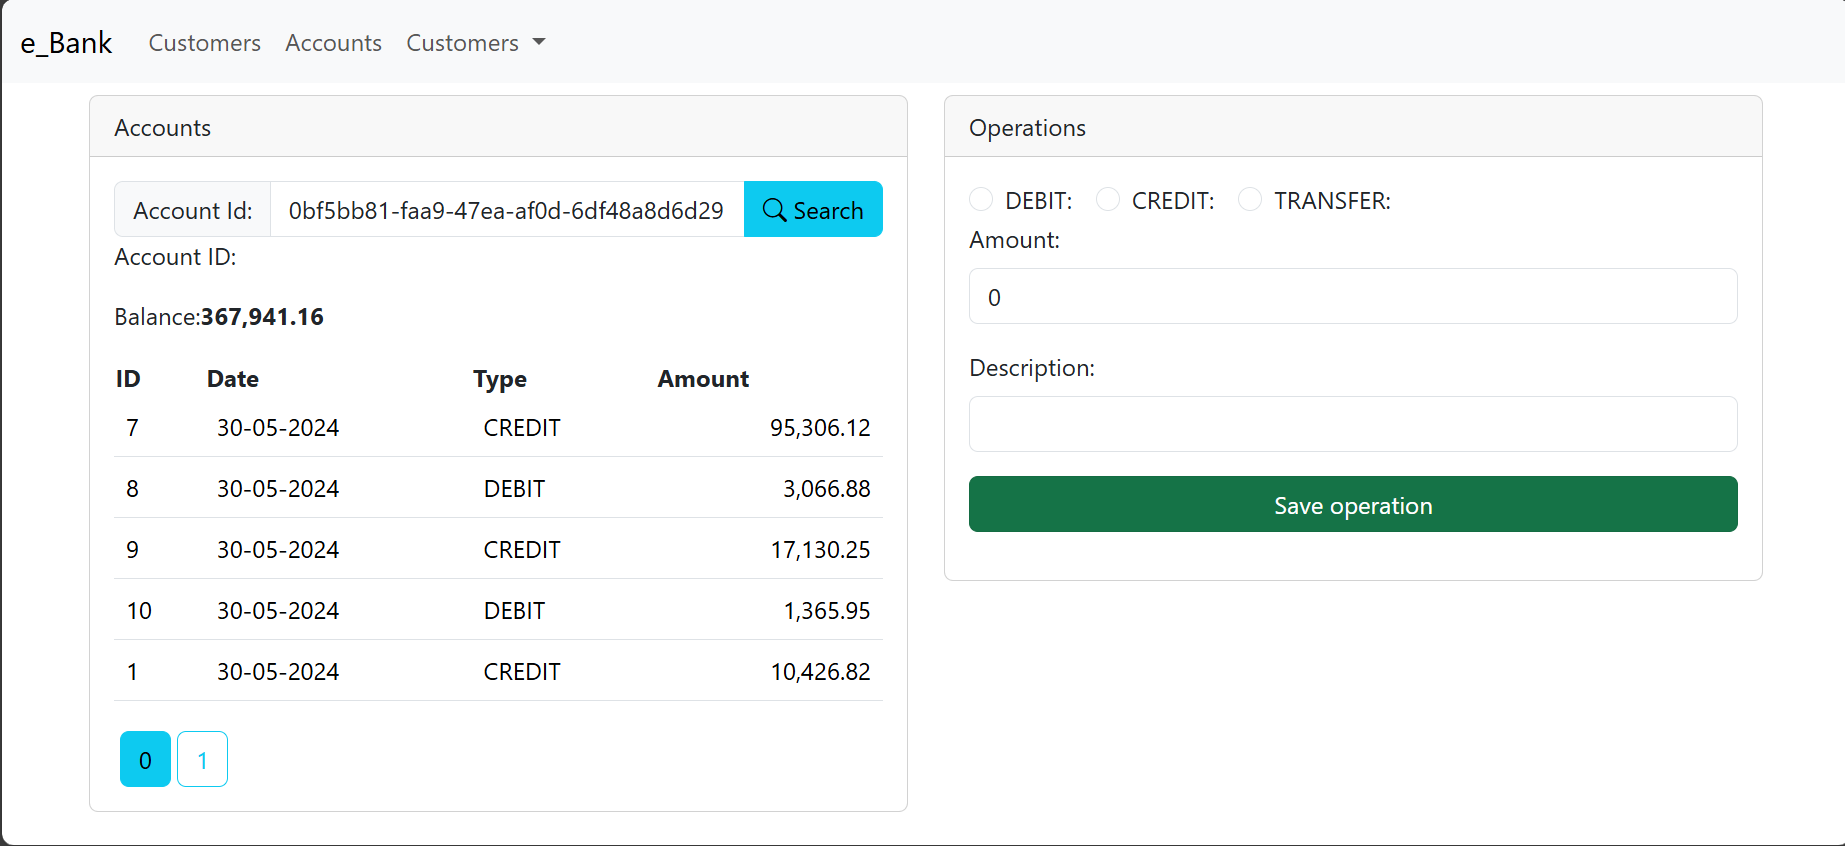 e_Bank Customers Accounts Customers
Accounts
Account Id: 0bf5bb81-faa9-47ea-af0d-6df48a8d6d29 Search
Account ID:
Balance:367,941.16
ID Date Type Amount
7 30-05-2024 CREDIT 95,306.12
8 30-05-2024 DEBIT 3,066.88
9 30-05-2024 CREDIT 17,130.25
10 30-05-2024 DEBIT 1,365.95
1 30-05-2024 CREDIT 10,426.82
0 1
Operations
DEBIT: CREDIT: TRANSFER:
Amount:
0
Description:
Save operation